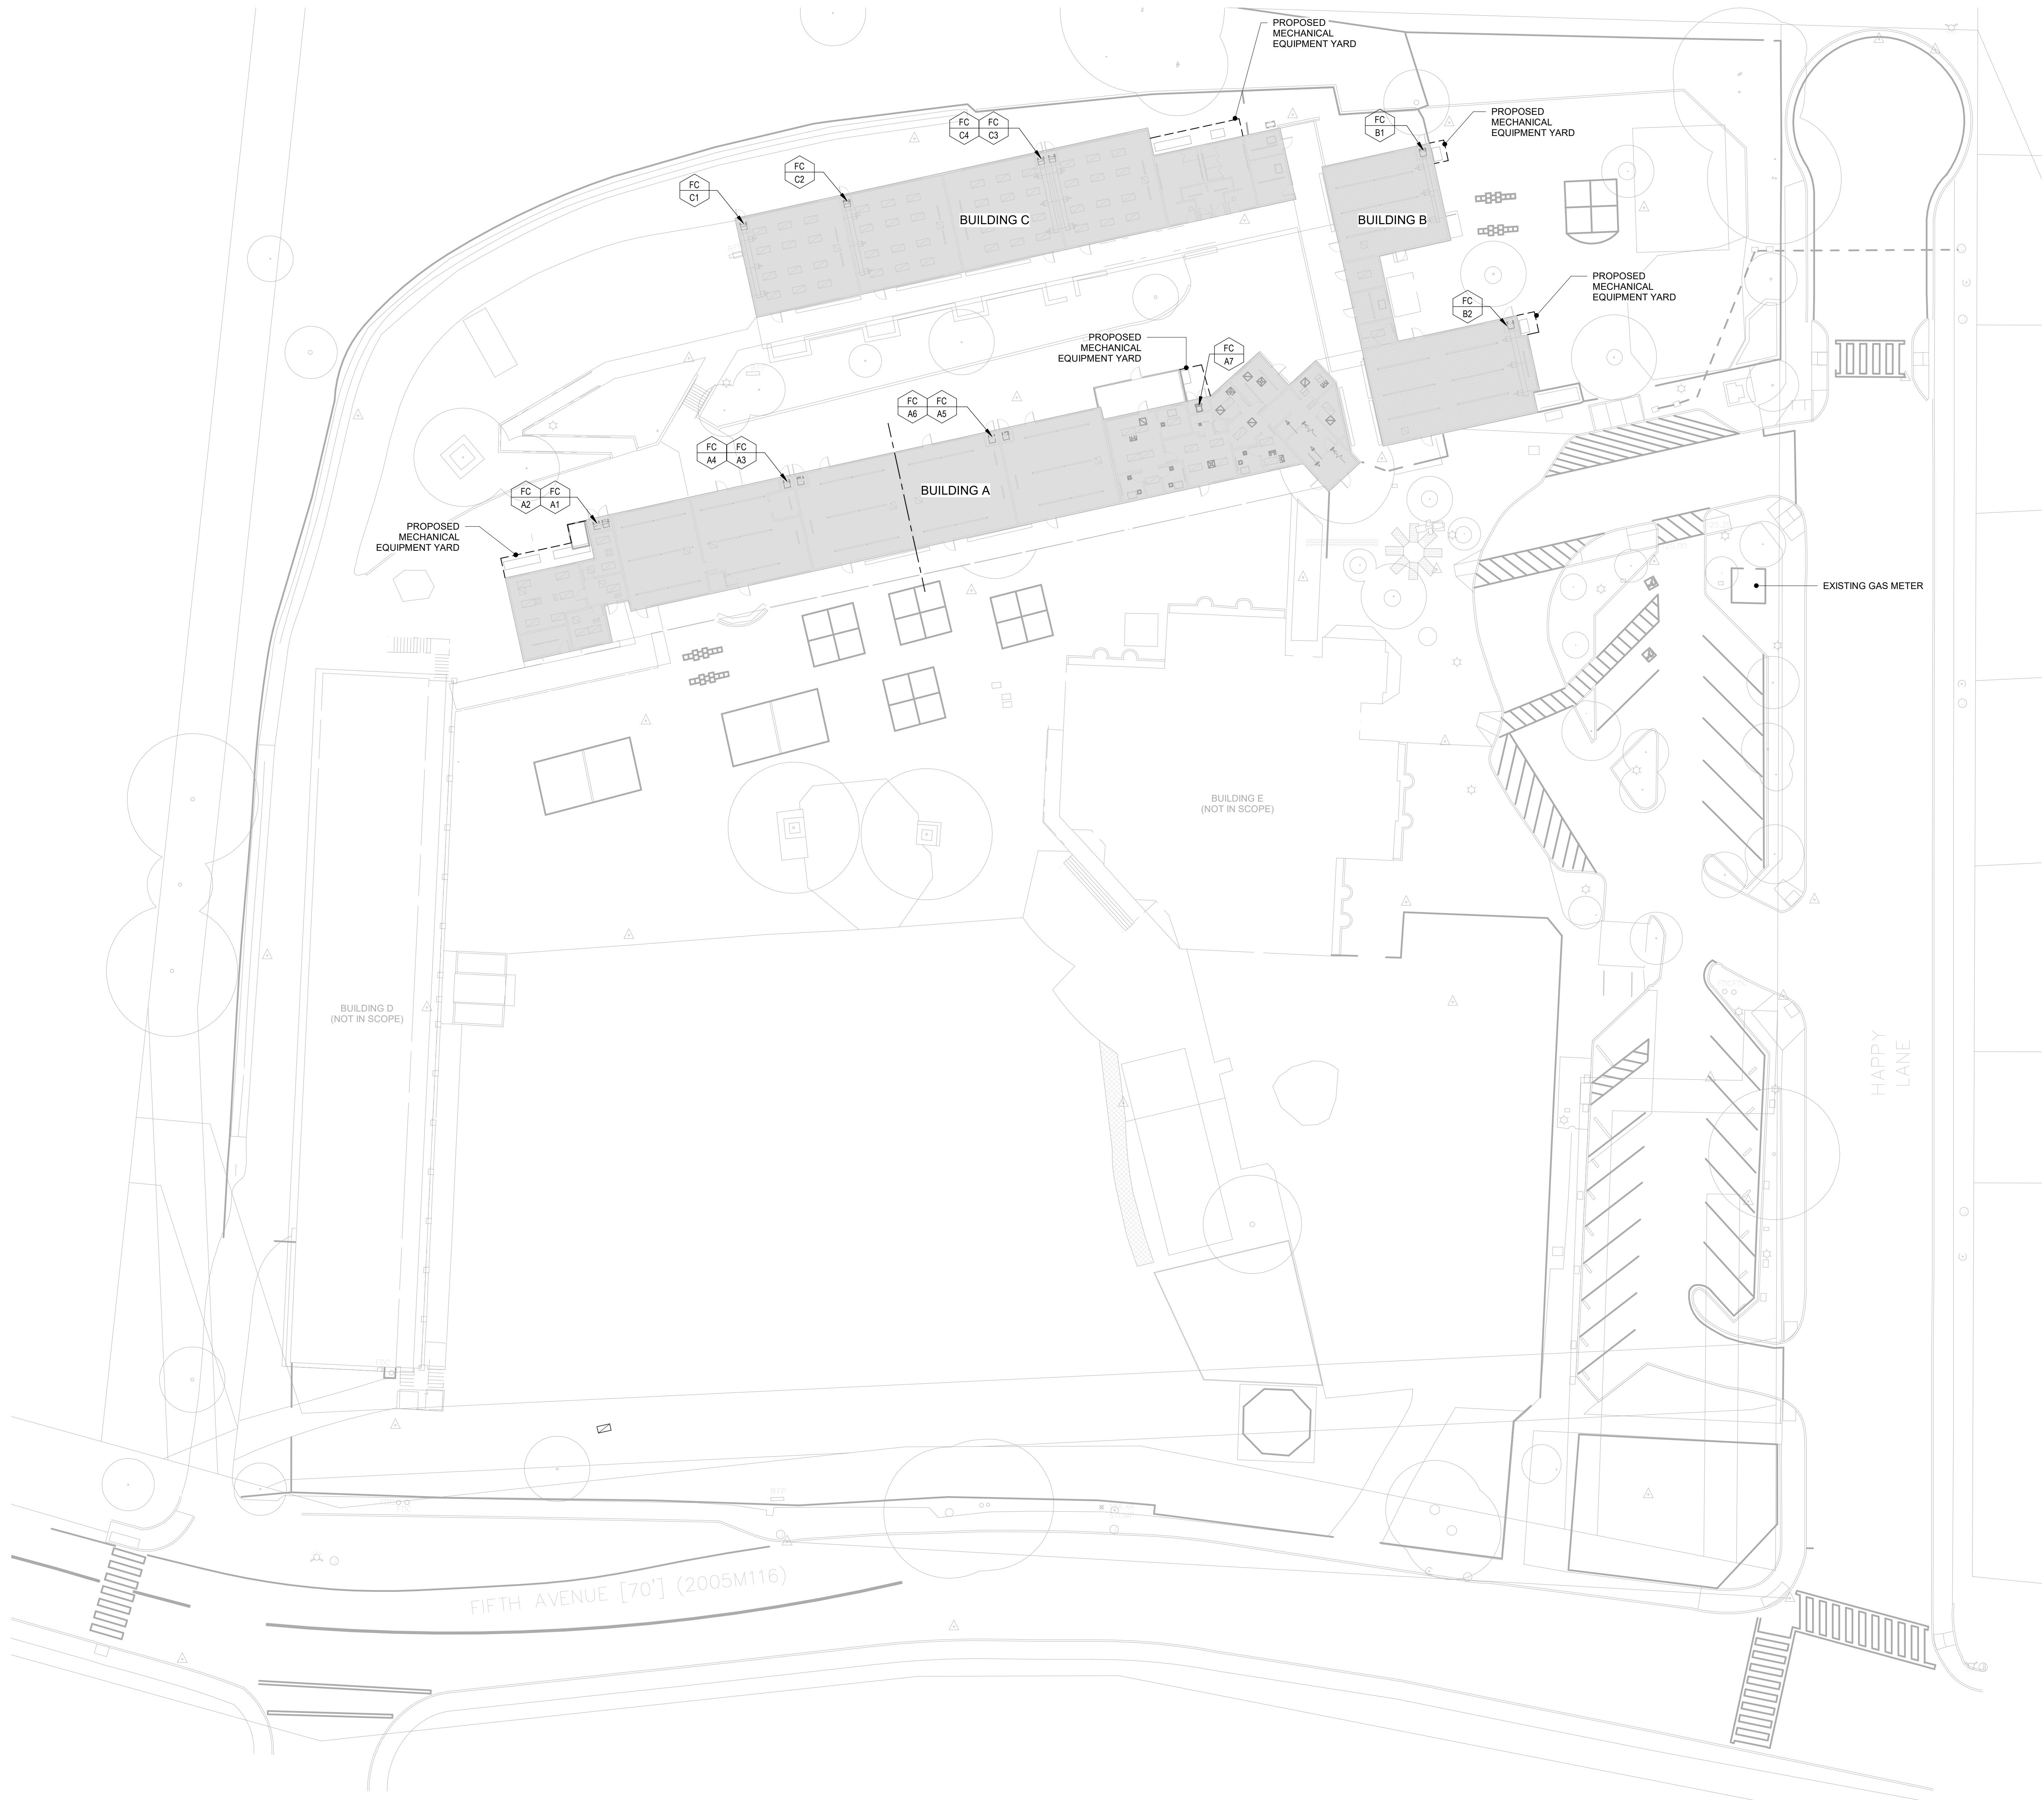 PROPOSED
MECHANICAL
EQUIPMENT YARD
FC
C4
FC
C3
FC
B1
PROPOSED
MECHANICAL
EQUIPMENT YARD
FC
C2
FC
C1
BUILDING C
BUILDING B
PROPOSED
MECHANICAL
EQUIPMENT YARD
FC
B2
PROPOSED
MECHANICAL
EQUIPMENT YARD
FC
A7
FC
A6
FC
A5
FC
A4
FC
A3
BUILDING A
FC
A2
FC
A1
PROPOSED
MECHANICAL
EQUIPMENT YARD
EXISTING GAS METER
BUILDING E
(NOT IN SCOPE)
BUILDING D
(NOT IN SCOPE)
HAPPY
LANE
FIFTH AVENUE [70'] (2005M116)